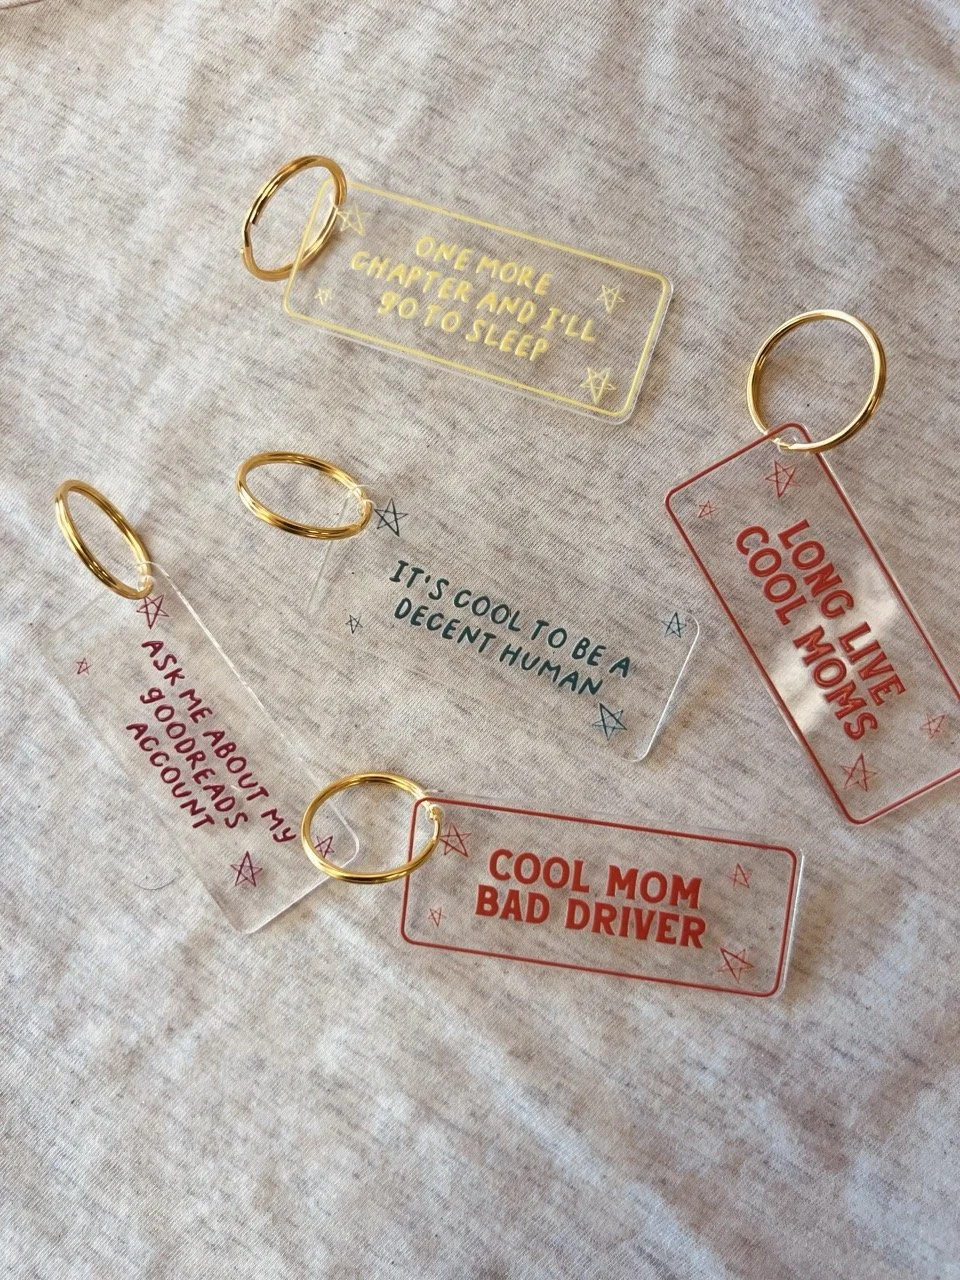 ONE MORE
CHAPTER AND I'LL
gO TO SLEEP
IT'S COOL TO BE A
DECENT HUMAN
LONG LIVE
COOL MOMS
ASK ME ABOUT MY
gOODREADS
ACCOUNT
COOL MOM
BAD DRIVER